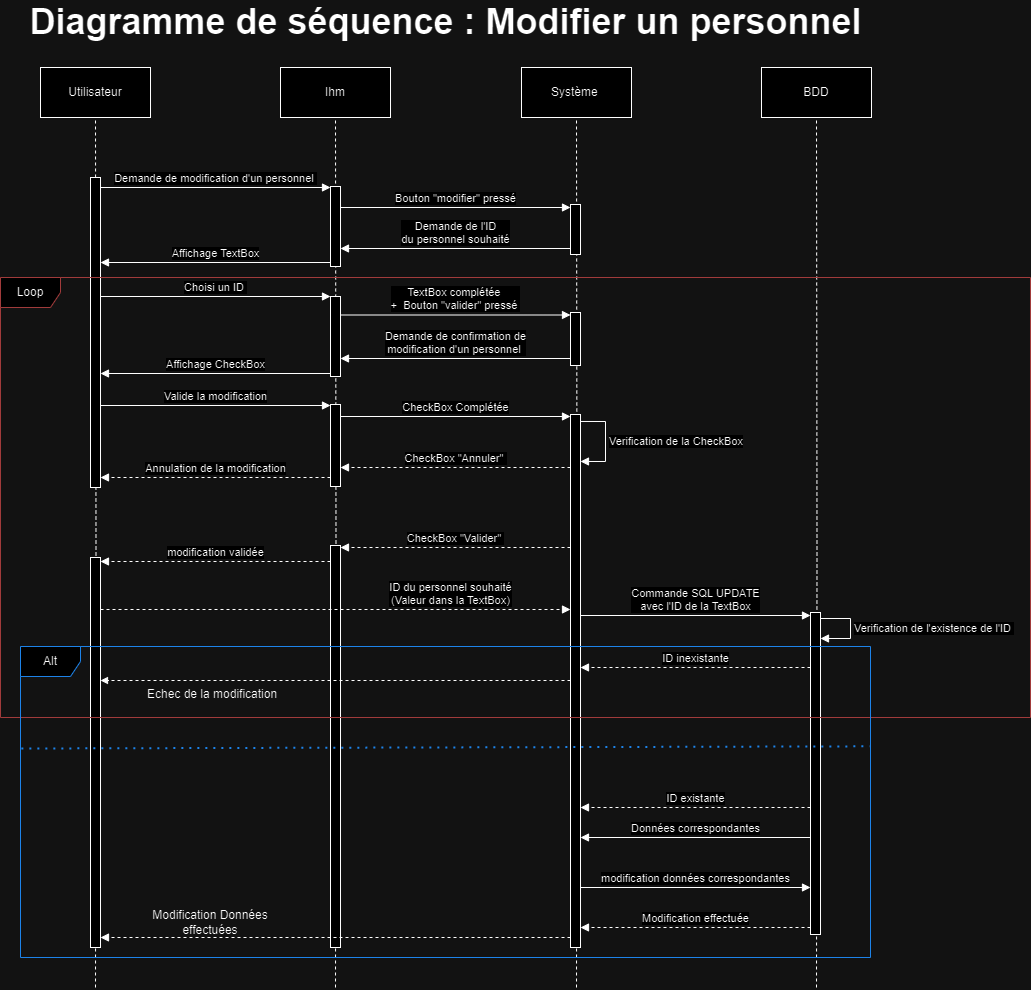 Diagramme de séquence : Modifier un personnel
Utilisateur
Ihm
Système
BDD
Demande de modification d'un personnel
Bouton "modifier" pressé
Demande de l'ID
du personnel souhaité
Affichage TextBox
Loop
Choisi un ID
TextBox complétée
+ Bouton "valider" pressé
Demande de confirmation de
modification d'un personnel
Affichage CheckBox
Valide la modification
CheckBox Complétée
Verification de la CheckBox
CheckBox "Annuler"
Annulation de la modification
CheckBox "Valider"
modification validée
ID du personnel souhaité
(Valeur dans la TextBox)
Commande SQL UPDATE
avec l'ID de la TextBox
Verification de l'existence de l'ID
Alt
ID inexistante
Echec de la modification
ID existante
Données correspondantes
modification données correspondantes
Modification effectuée
Modification Données
effectuées